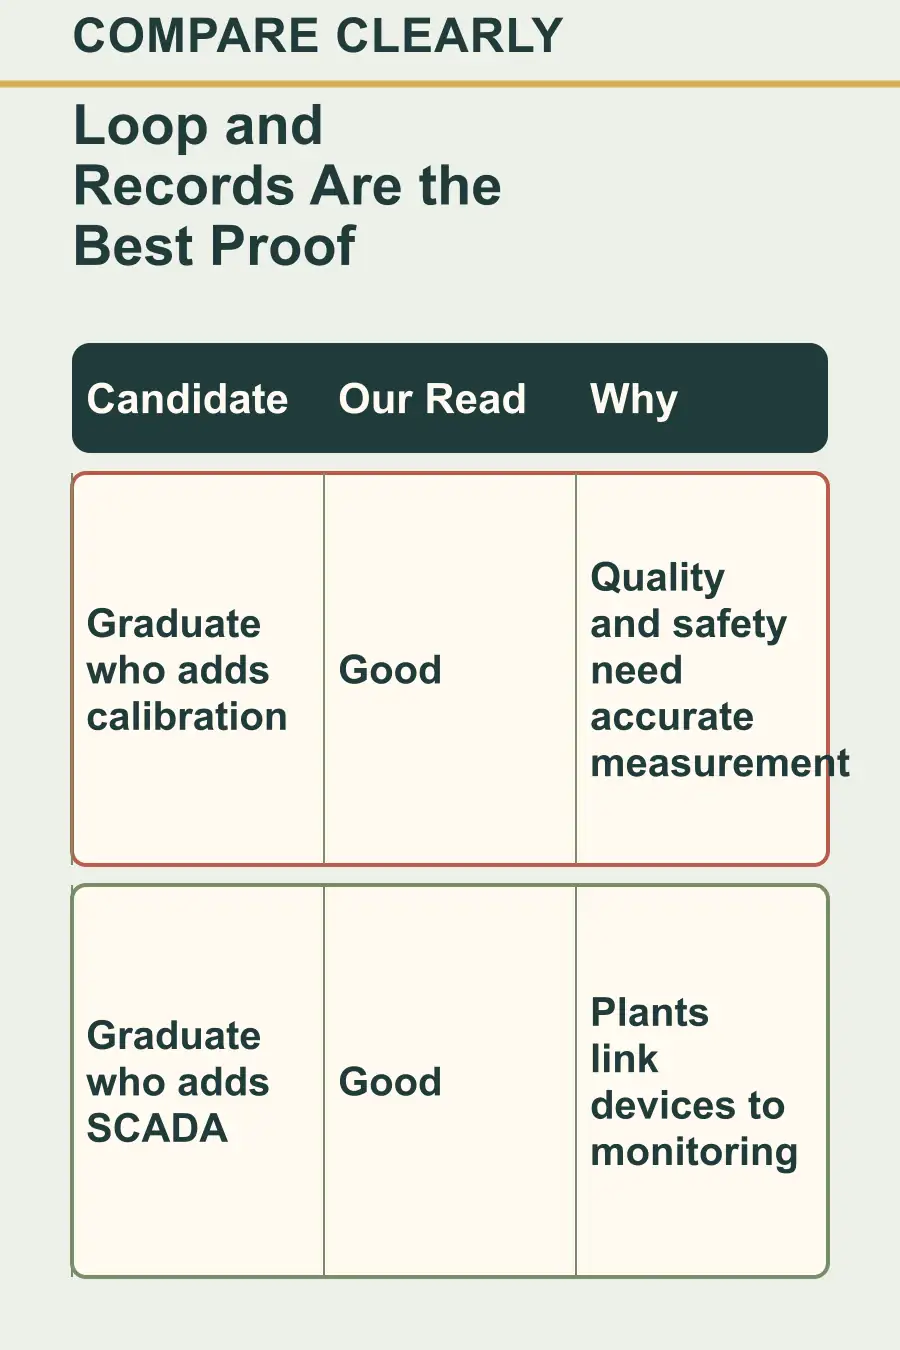 COMPARE CLEARLY
Loop and
Records Are the
Best Proof
Candidate Our Read Why
Graduate
who adds
calibration
Good
Quality
and safety
need
accurate
measurement
Graduate
who adds
SCADA
Good
Plants
link
devices to
monitoring